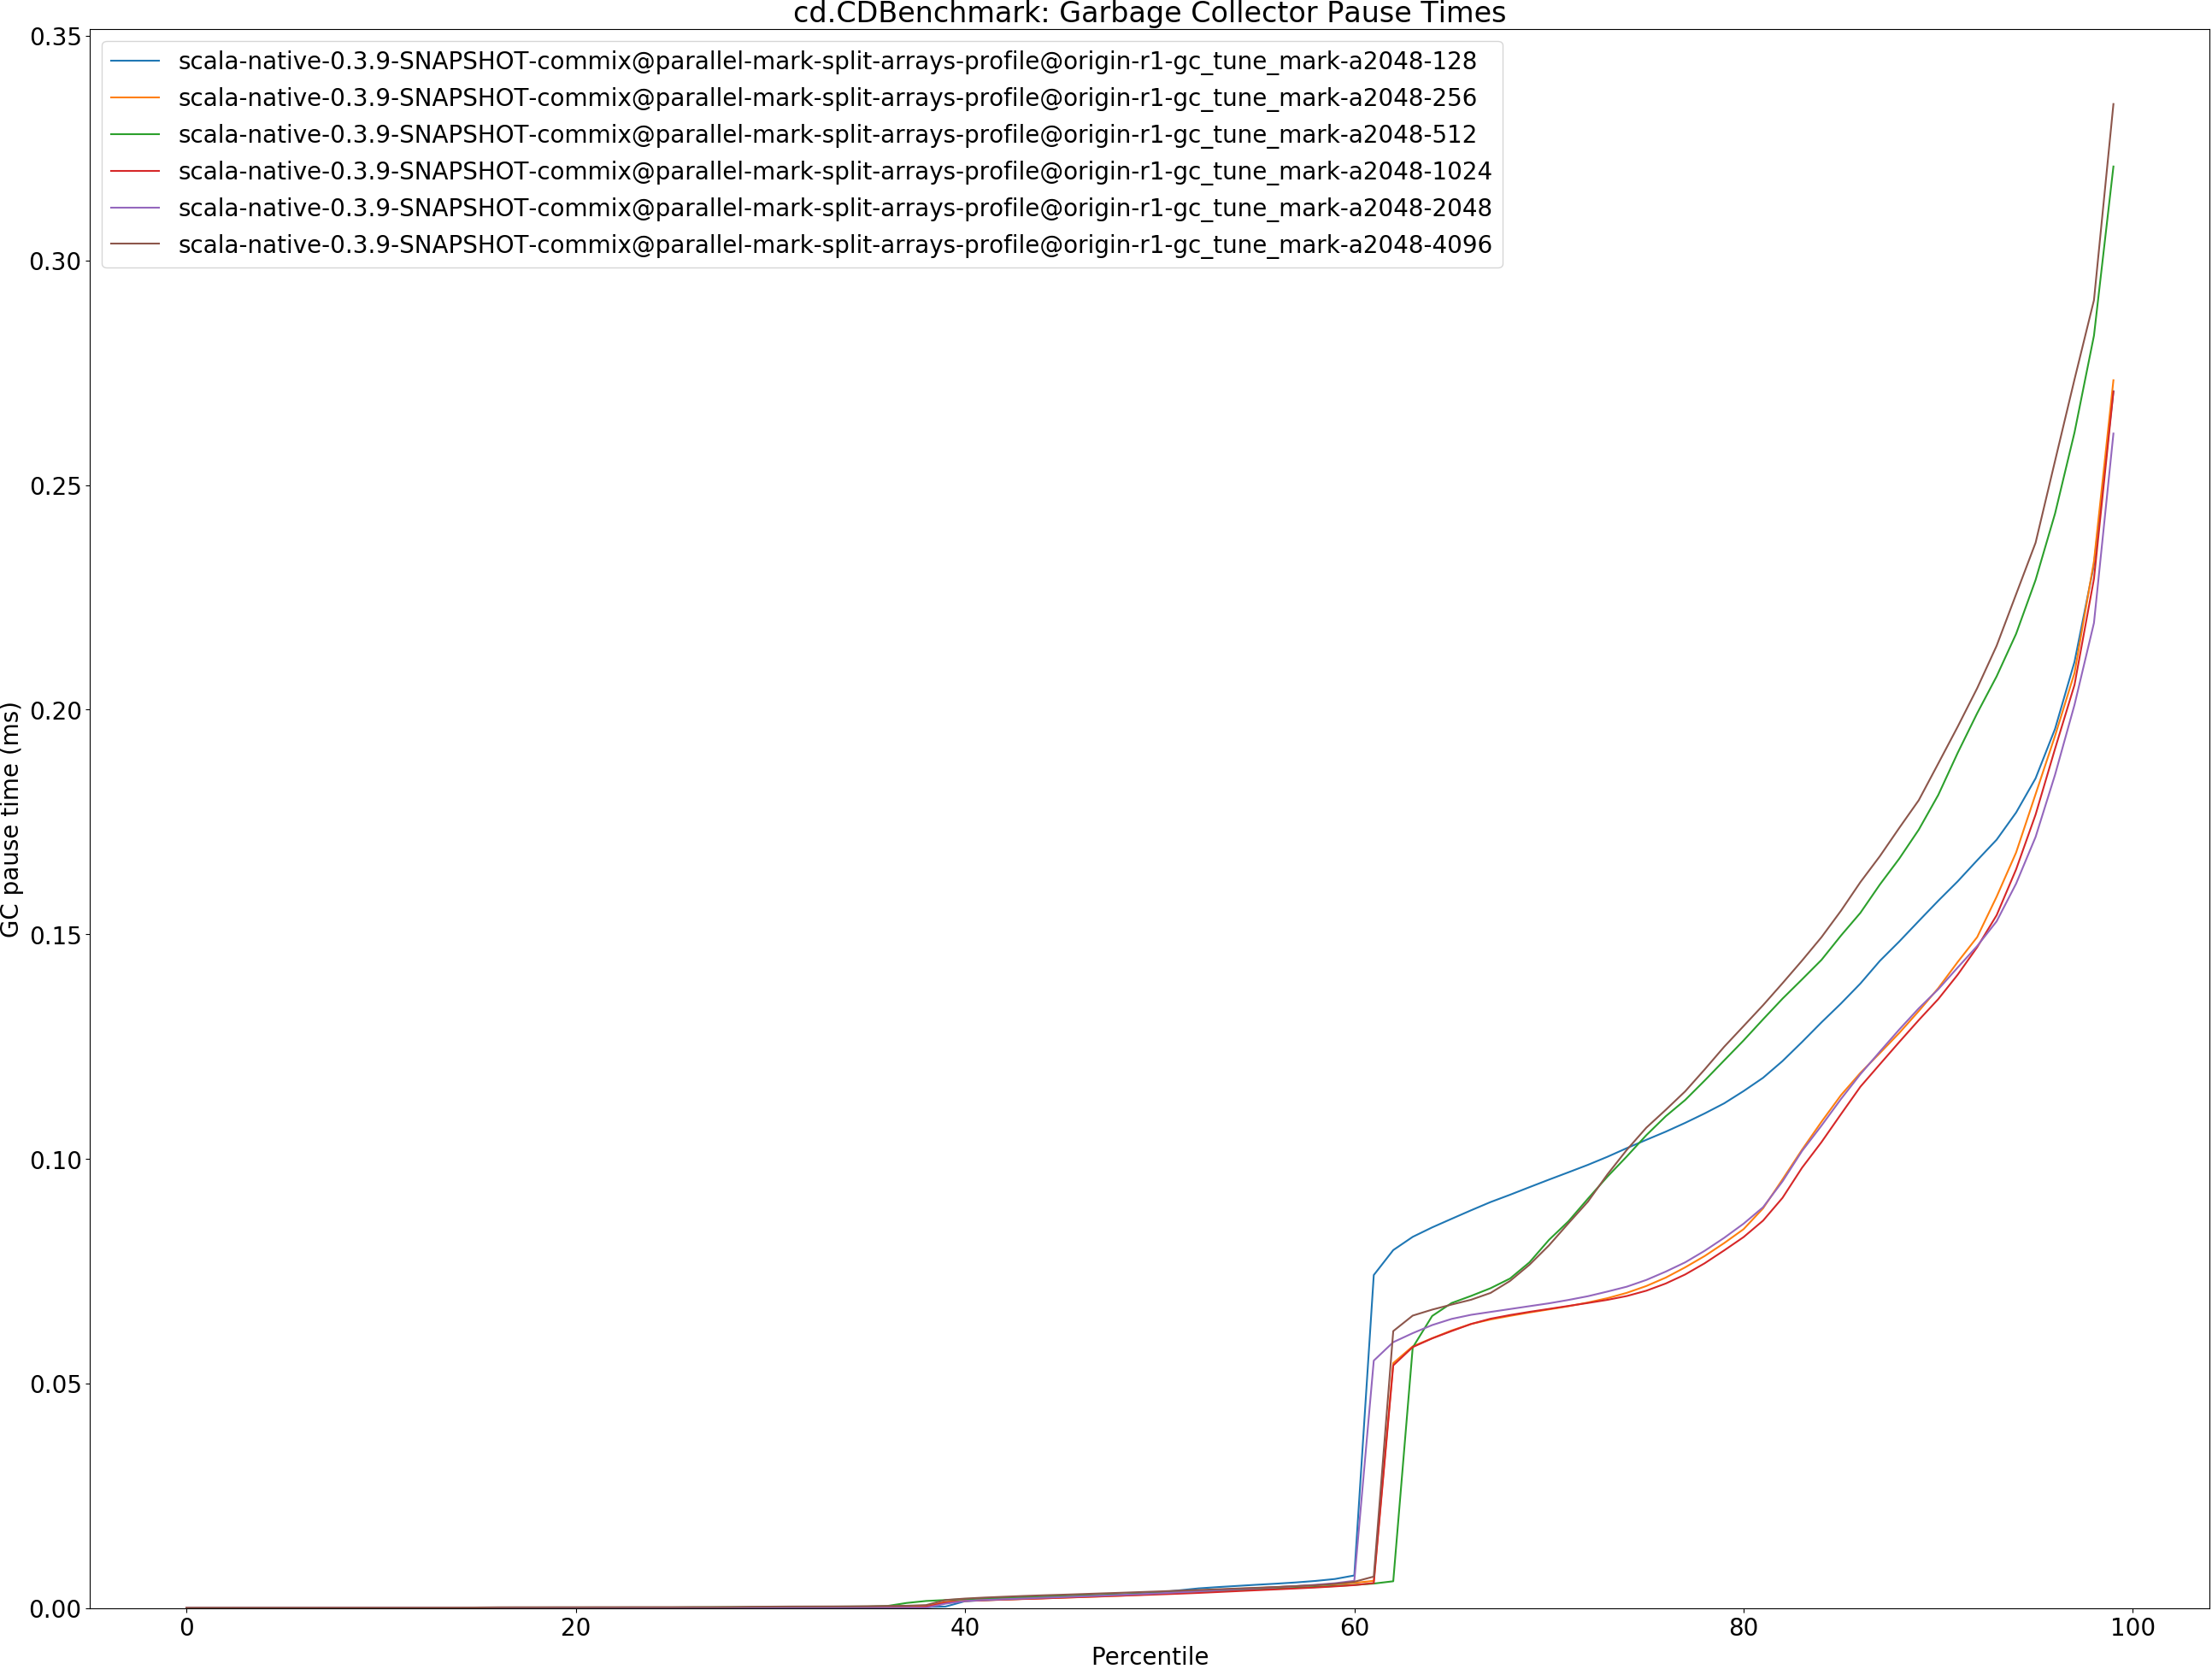 cd.CDBenchmark: Garbage Collector Pause Times
scala-native-0.3.9-SNAPSHOT-commix@parallel-mark-split-arrays-profile@origin-r1-gc_tune_mark-a2048-128
scala-native-0.3.9-SNAPSHOT-commix@parallel-mark-split-arrays-profile@origin-r1-gc_tune_mark-a2048-256
scala-native-0.3.9-SNAPSHOT-commix@parallel-mark-split-arrays-profile@origin-r1-gc_tune_mark-a2048-512
scala-native-0.3.9-SNAPSHOT-commix@parallel-mark-split-arrays-profile@origin-r1-gc_tune_mark-a2048-1024
scala-native-0.3.9-SNAPSHOT-commix@parallel-mark-split-arrays-profile@origin-r1-gc_tune_mark-a2048-2048
scala-native-0.3.9-SNAPSHOT-commix@parallel-mark-split-arrays-profile@origin-r1-gc_tune_mark-a2048-4096
GC pause time (ms)
0.35
0.30
0.25
0.20
0.15
0.10
0.05
0.00
0 20 40 60 80 100
Percentile